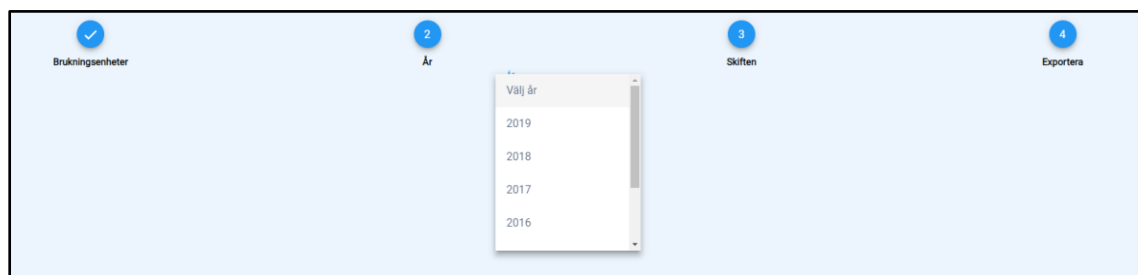 2
3
4
Brukningsenheter
År
Skiften
Exportera
Välj år
2019
2018
2017
2016